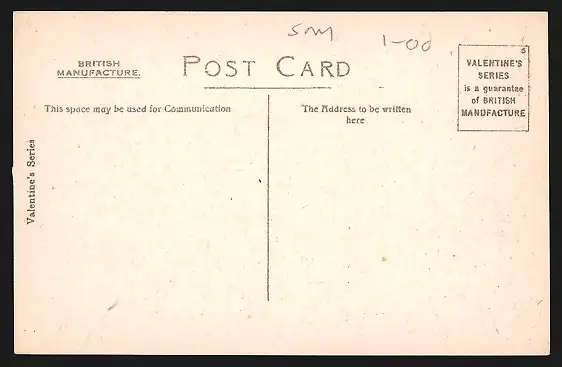 SM
1-00
BRITISH
MANUFACTURE.
POST CARD
5
VALENTINE'S
SERIES
is a guarantee
of BRITISH
MANUFACTURE
This space may be used for Communication
The Address to be written
here
Valentine's Series